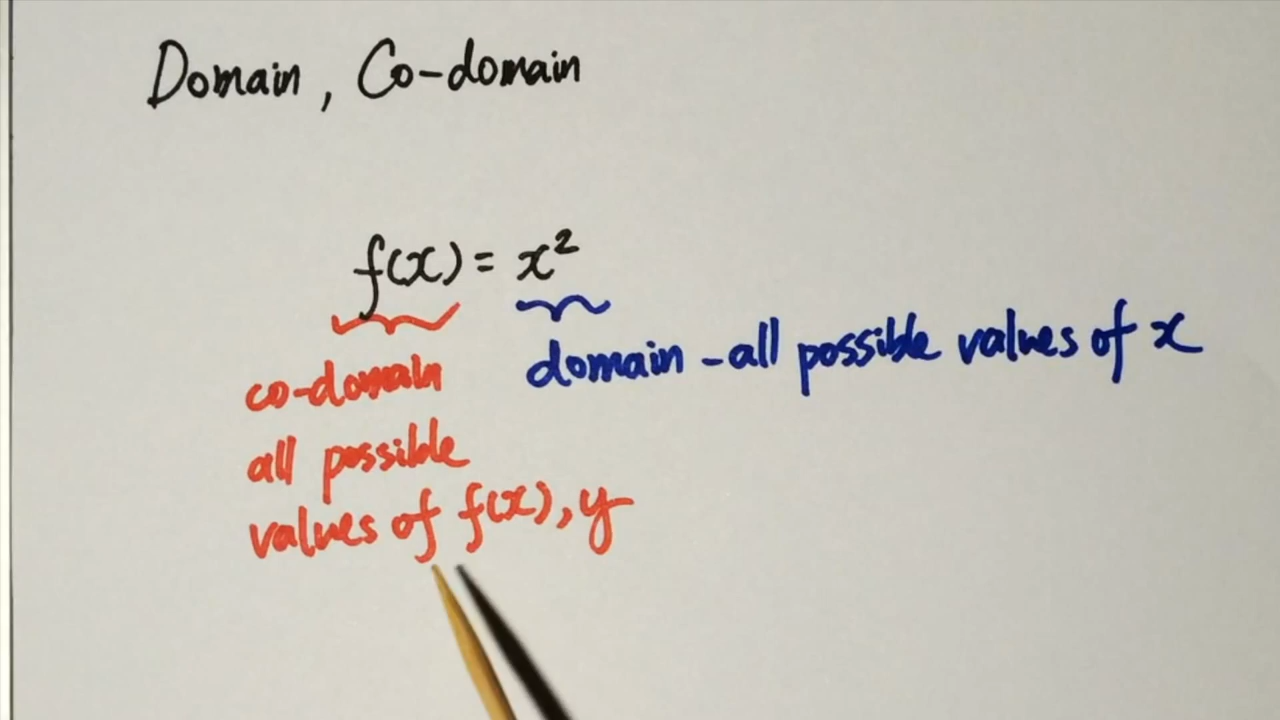 Domain, Co-domain
f(x) = x²
domain - all possible values of x
co-domain
all possible
values of f(x), y